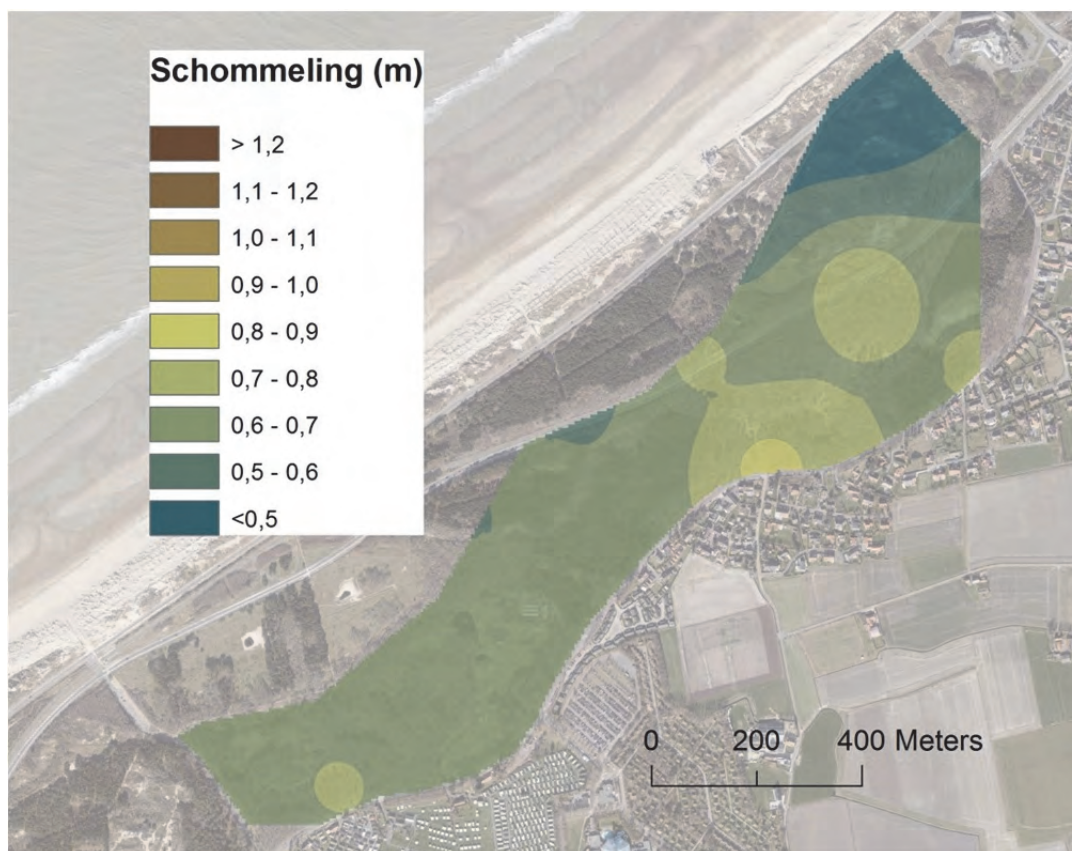 Schommeling (m)
> 1,2
1,1 - 1,2
1,0 - 1,1
0,9 - 1,0
0,8 - 0,9
0,7 - 0,8
0,6 - 0,7
0,5 - 0,6
<0,5
0 200 400 Meters